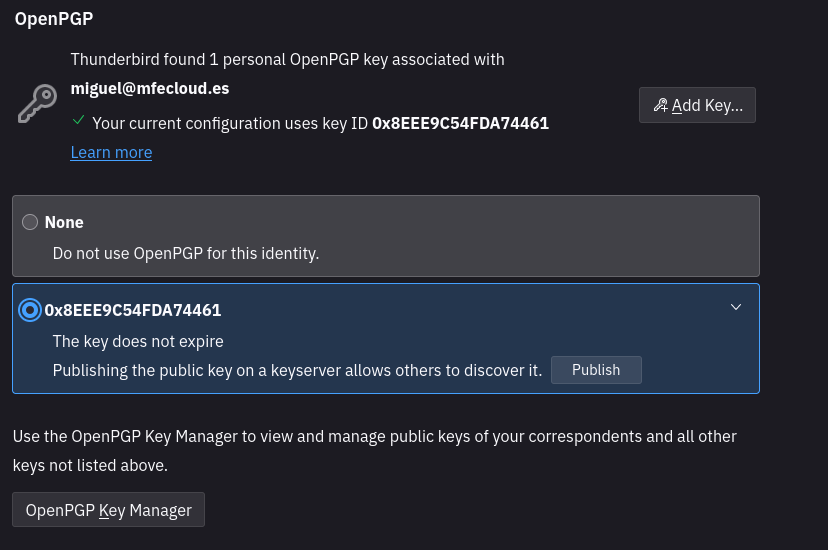 OpenPGP
Thunderbird found 1 personal OpenPGP key associated with
miguel@mfecloud.es
Your current configuration uses key ID 0x8EEE9C54FDA74461
Add Key...
Learn more
None
Do not use OpenPGP for this identity.
0x8EEE9C54FDA74461
The key does not expire
Publishing the public key on a keyserver allows others to discover it. Publish
Use the OpenPGP Key Manager to view and manage public keys of your correspondents and all other
keys not listed above.
OpenPGP Key Manager